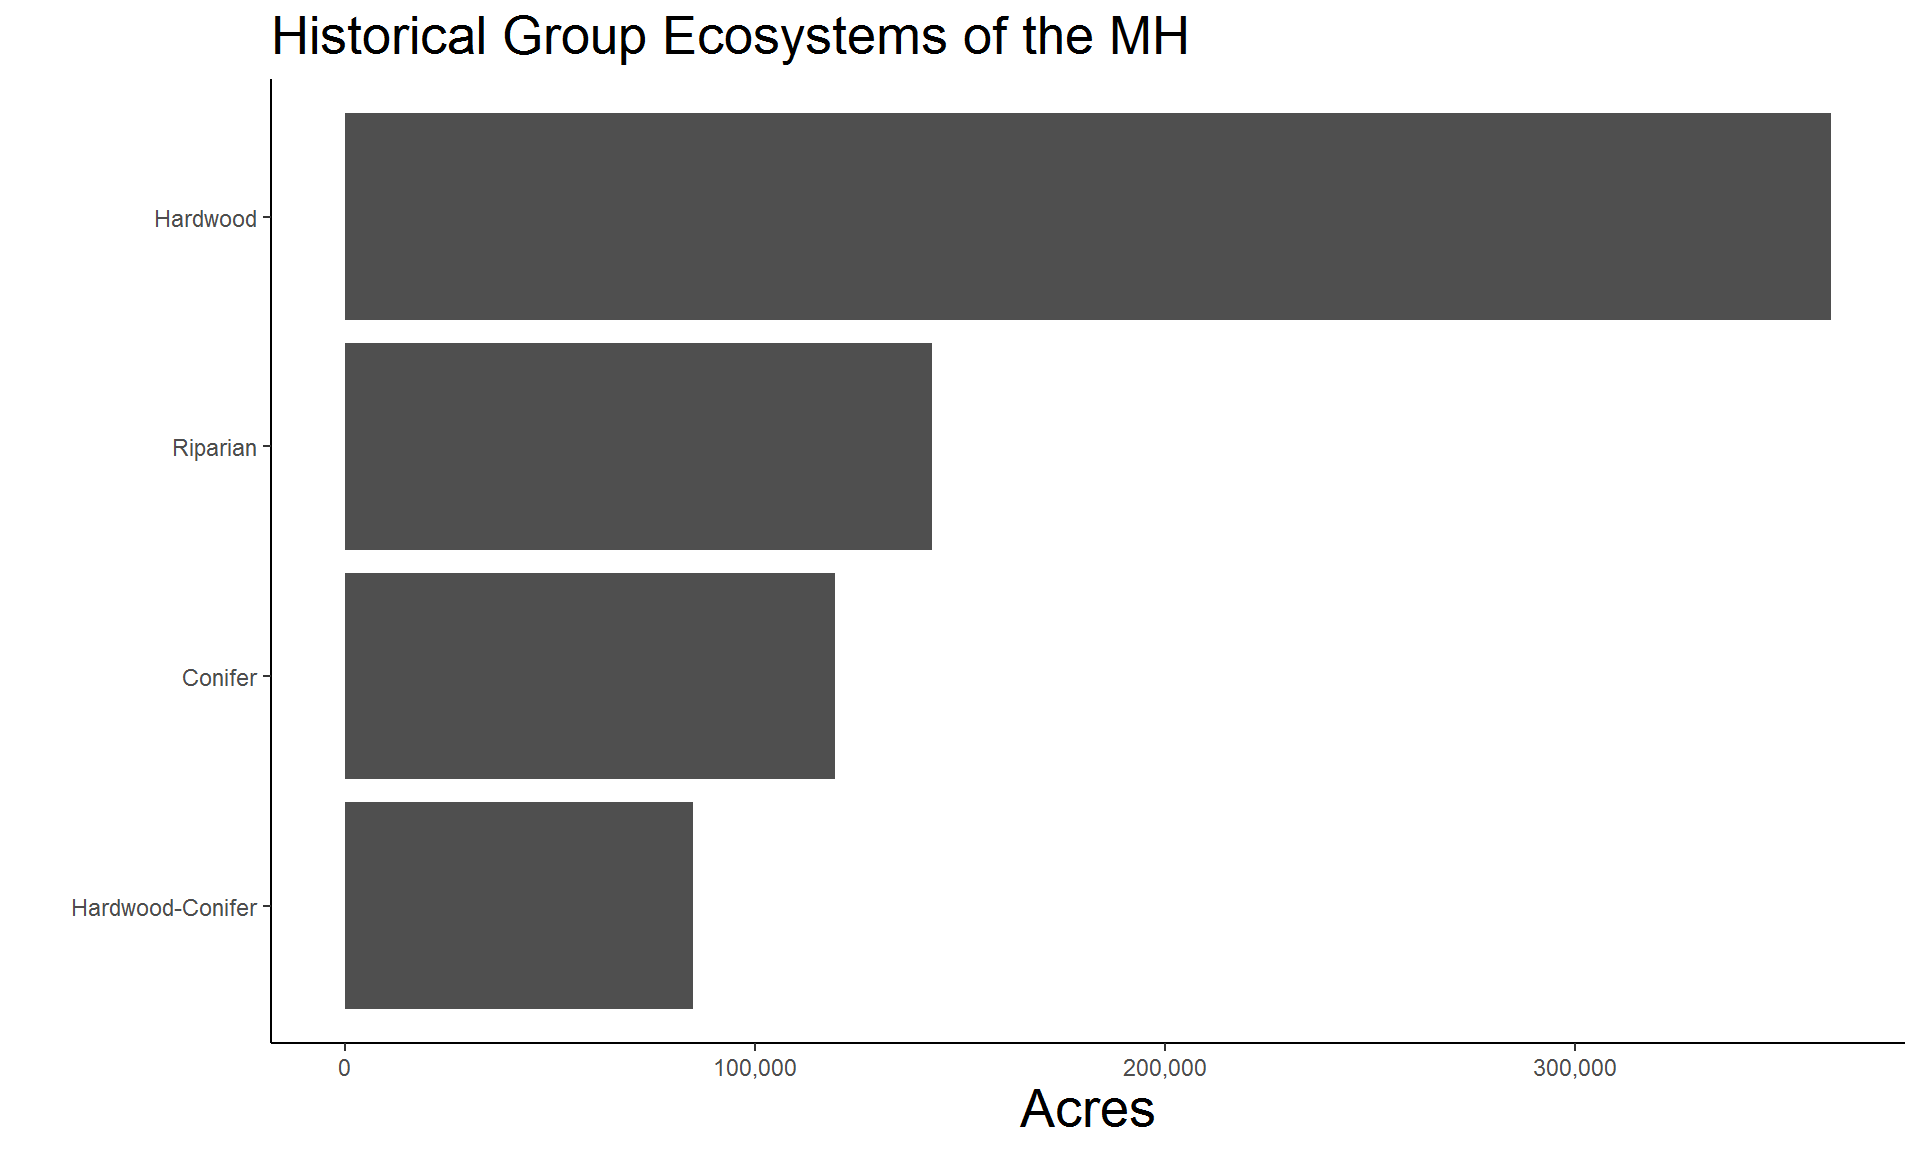 Historical Group Ecosystems of the MH
Hardwood
Riparian
Conifer
Hardwood-Conifer
0 100,000 200,000 300,000
Acres